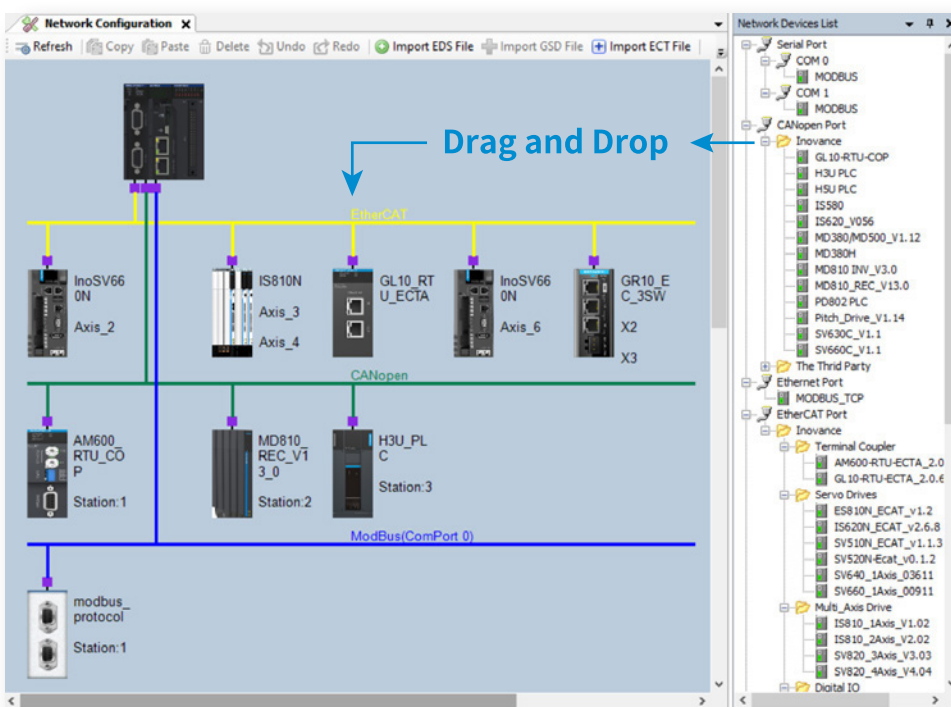 Network Configuration X
Refresh Copy Paste Delete Undo Redo Import EDS File Import GSD File Import ECT File
Drag and Drop
EtherCAT
InoSV66
0N
Axis_2
IS810N
Axis_3
Axis_4
GL10_RT
U_ECTA
InoSV66
0N
Axis_6
GR10_E
C_3SW
X2
X3
CANopen
AM600_
RTU_CO
P
Station:1
MD810_
REC_V1
3_0
Station:2
H3U_PL
C
Station:3
ModBus(ComPort 0)
modbus_
protocol
Station:1
Network Devices List
Serial Port
COM 0
MODBUS
COM 1
MODBUS
CANopen Port
Inovance
GL10-RTU-COP
H3U PLC
H5U PLC
IS580
IS620_V056
MD380/MD500_V1.12
MD380H
MD810 INV_V3.0
MD810_REC_V13.0
PD802 PLC
Pitch_Drive_V1.14
SV630C_V1.1
SV660C_V1.1
The Thrid Party
Ethernet Port
MODBUS_TCP
EtherCAT Port
Inovance
Terminal Coupler
AM600-RTU-ECTA_2.0
GL10-RTU-ECTA_2.0.6
Servo Drives
ES810N_ECAT_v1.2
IS620N_ECAT_v2.6.8
SV510N_ECAT_v1.1.3
SV520N-Ecat_v0.1.2
SV640_1Axis_03611
SV660_1Axis_00911
Multi_Axis Drive
IS810_1Axis_V1.02
IS810_2Axis_V2.02
SV820_3Axis_V3.03
SV820_4Axis_V4.04
Digital IO